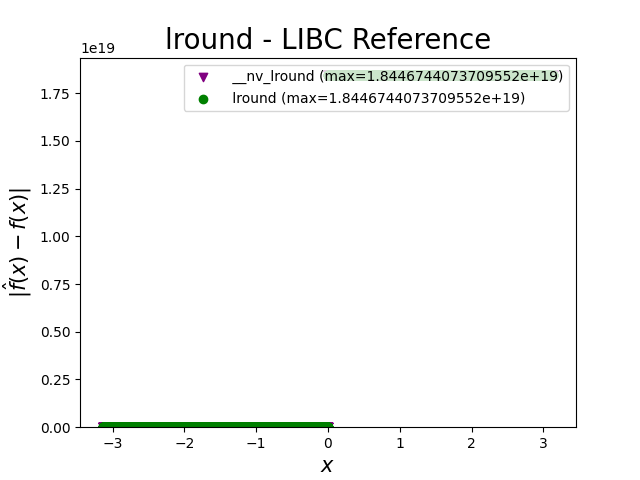 lround - LIBC Reference
1e19
__nv_lround (max=1.8446744073709552e+19)
lround (max=1.8446744073709552e+19)
1.75
1.50
1.25
1.00
0.75
0.50
0.25
0.00
|f̂(x) − f(x)|
−3 −2 −1 0 1 2 3
x